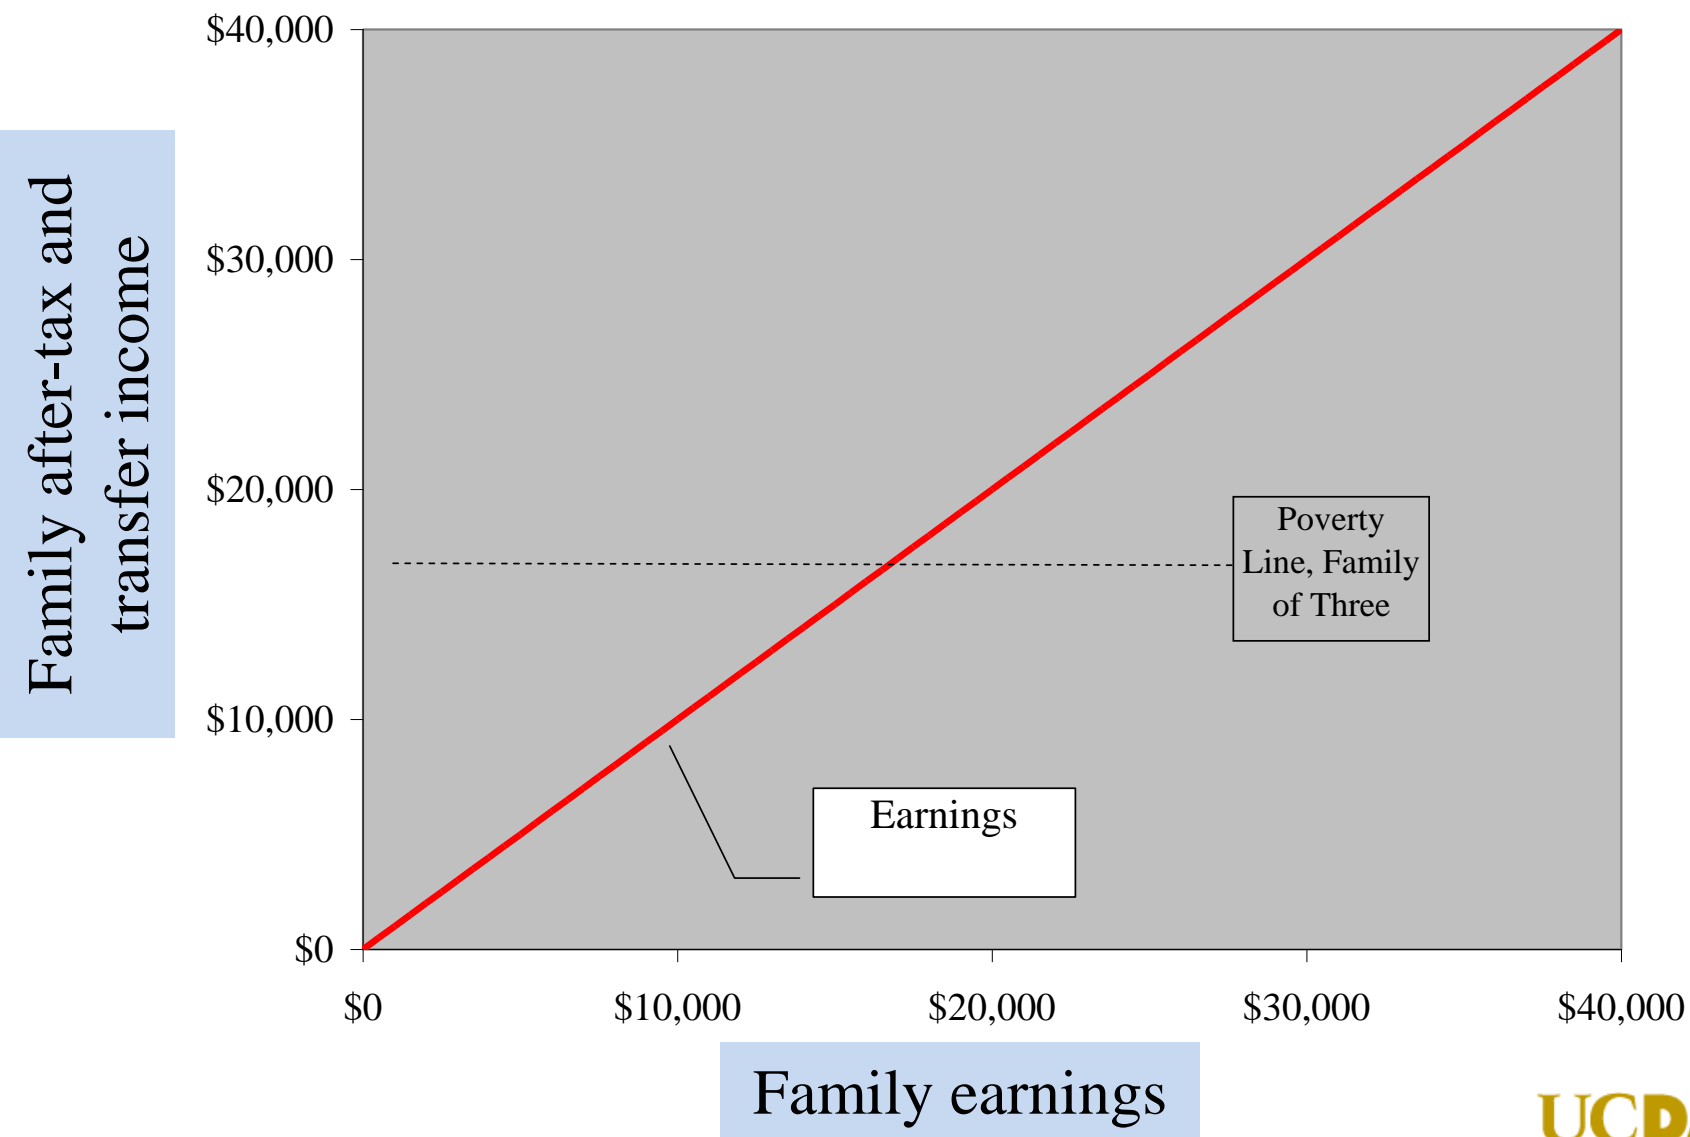 $40,000
$30,000
$20,000
$10,000
$0
Family after-tax and
transfer income
Poverty
Line, Family
of Three
Earnings
$0 $10,000 $20,000 $30,000 $40,000
Family earnings